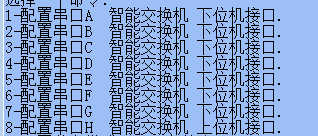 1-配置串口A 智能交换机 下位机接口.
2-配置串口B 智能交换机 下位机接口.
3-配置串口C 智能交换机 下位机接口.
4-配置串口D 智能交换机 下位机接口.
5-配置串口E 智能交换机 下位机接口.
6-配置串口F 智能交换机 下位机接口.
7-配置串口G 智能交换机 下位机接口.
8-配置串口H 智能交换机 下位机接口.